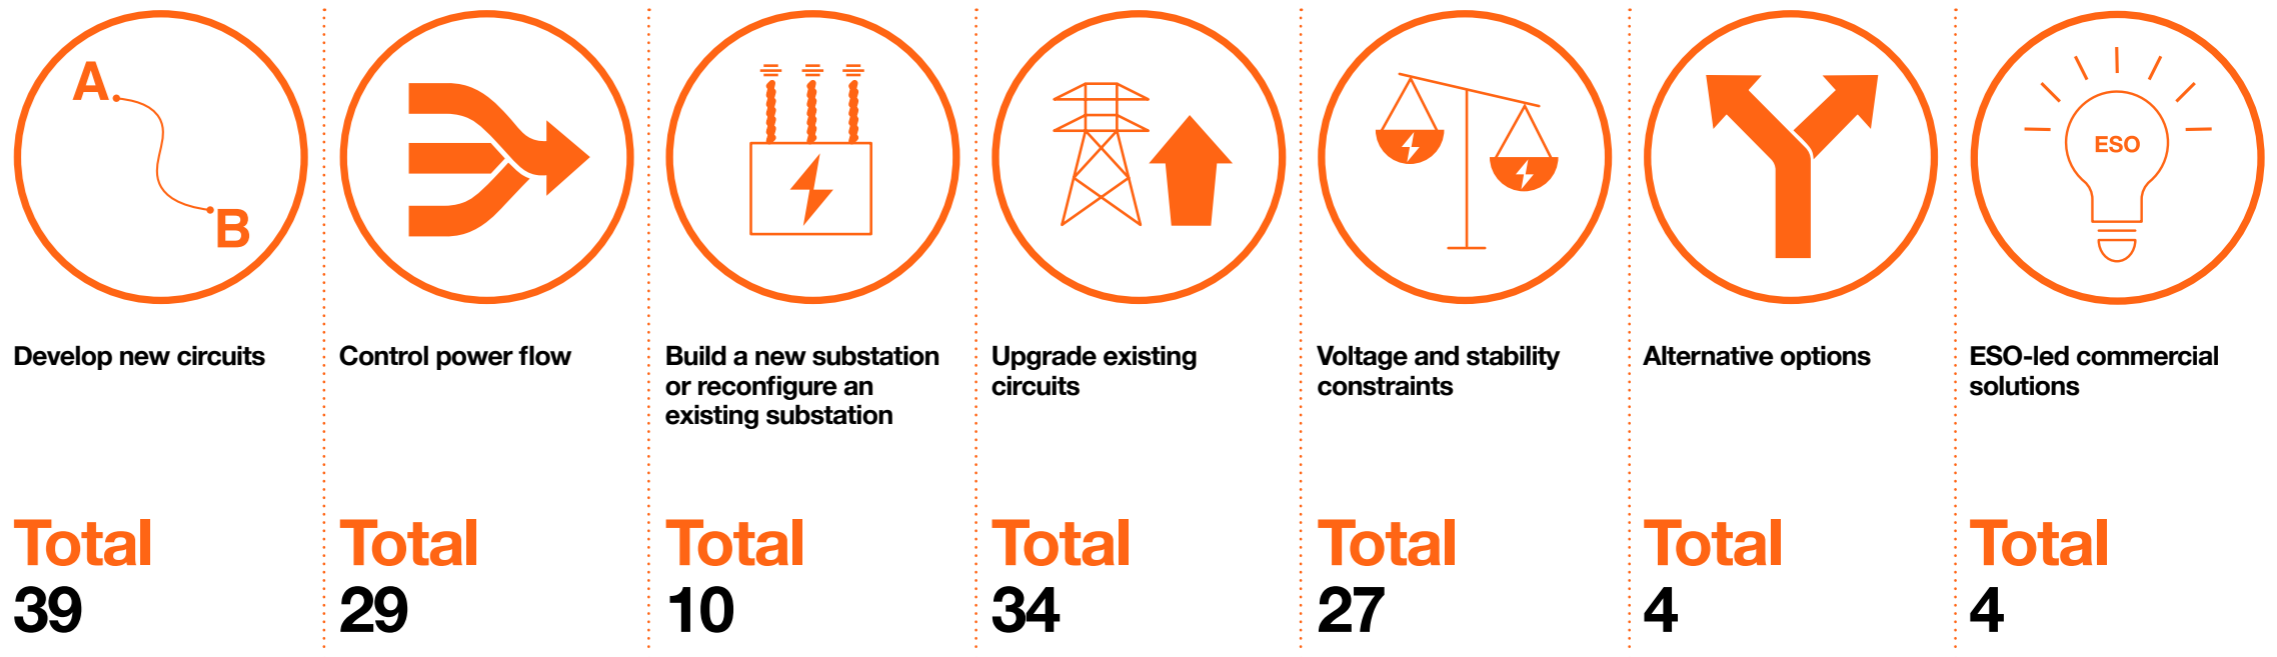 A
B
ESO
Develop new circuits
Control power flow
Build a new substation
or reconfigure an
existing substation
Upgrade existing
circuits
Voltage and stability
constraints
Alternative options
ESO-led commercial
solutions
Total
39
Total
29
Total
10
Total
34
Total
27
Total
4
Total
4